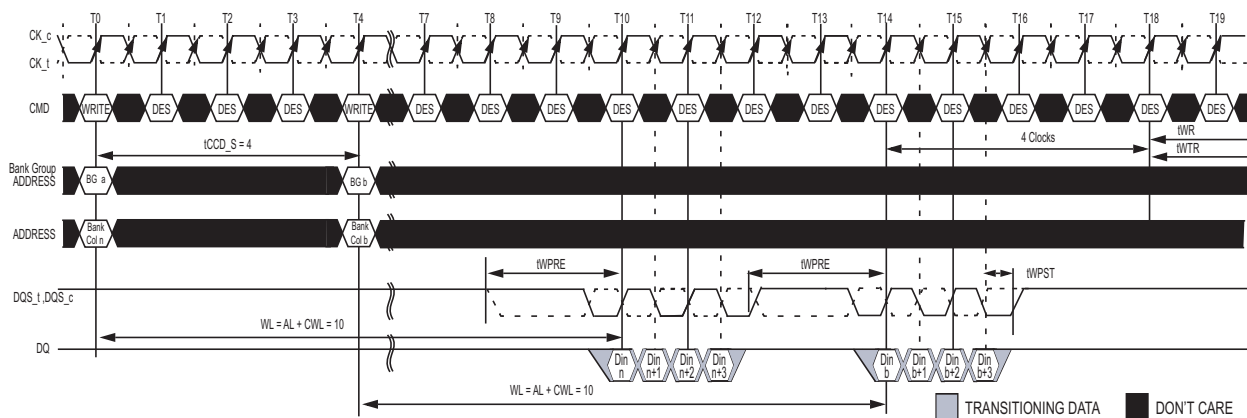 T0 T1 T2 T3 T4 T7 T8 T9 T10 T11 T12 T13 T14 T15 T16 T17 T18 T19
CK_c
CK_t
CMD WRITE DES DES DES WRITE DES DES DES DES DES DES DES DES DES DES DES DES DES
tCCD_S = 4
4 Clocks
tWR
tWTR
Bank Group
ADDRESS
BG a
BG b
ADDRESS
Bank
Col n
Bank
Col b
tWPRE
tWPRE
tWPST
DQS_t ,DQS_c
WL = AL + CWL = 10
DQ
Din
n
Din
n+1
Din
n+2
Din
n+3
Din
b
Din
b+1
Din
b+2
Din
b+3
WL = AL + CWL = 10
TRANSITIONING DATA
DON'T CARE